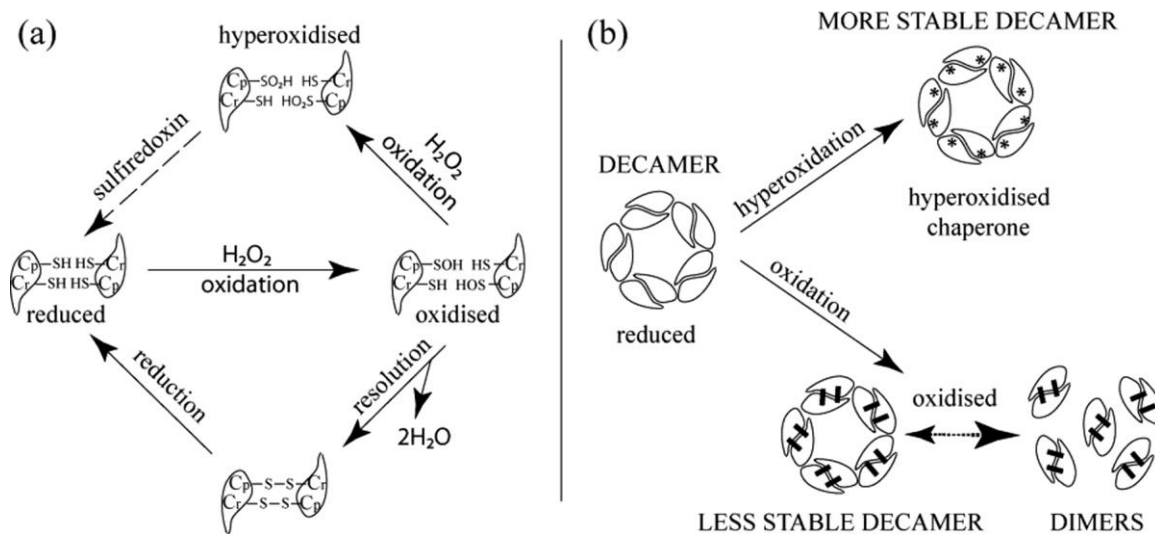 (a)
hyperoxidised
Cp-SO₂H HS-Cr
Cr-SH HO₂S-Cp
sulfiredoxin
H₂O₂
oxidation
Cp-SH HS-Cr
Cr-SH HS-Cp
reduced
H₂O₂
oxidation
Cp-SOH HS-Cr
Cr-SH HOS-Cp
oxidised
reduction
resolution
2H₂O
Cp-S-S-Cr
Cr-S-S-Cp
(b)
MORE STABLE DECAMER
hyperoxidised
chaperone
hyperoxidation
DECAMER
reduced
oxidation
oxidised
LESS STABLE DECAMER
DIMERS